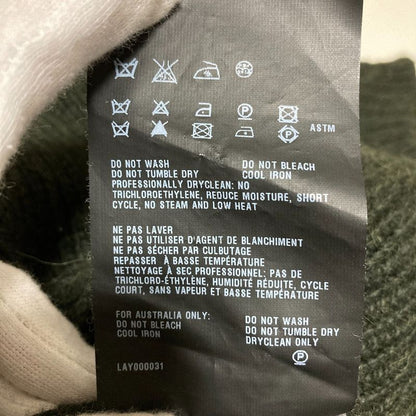 ASTM
DO NOT WASH DO NOT BLEACH
DO NOT TUMBLE DRY COOL IRON
PROFESSIONALLY DRYCLEAN: NO
TRICHLOROETHYLENE, REDUCE MOISTURE, SHORT
CYCLE, NO STEAM AND LOW HEAT
NE PAS LAVER
NE PAS UTILISER D'AGENT DE BLANCHIMENT
NE PAS SÉCHER PAR CULBUTAGE
REPASSER À BASSE TEMPÉRATURE
NETTOYAGE À SEC PROFESSIONNEL: PAS DE
TRICHLORO-ÉTHYLÈNE, HUMIDITÉ RÉDUITE, CYCLE
COURT, SANS VAPEUR ET BASSE TEMPÉRATURE
FOR AUSTRALIA ONLY: DO NOT WASH
DO NOT BLEACH DO NOT TUMBLE DRY
COOL IRON DRYCLEAN ONLY
P
LAY000031